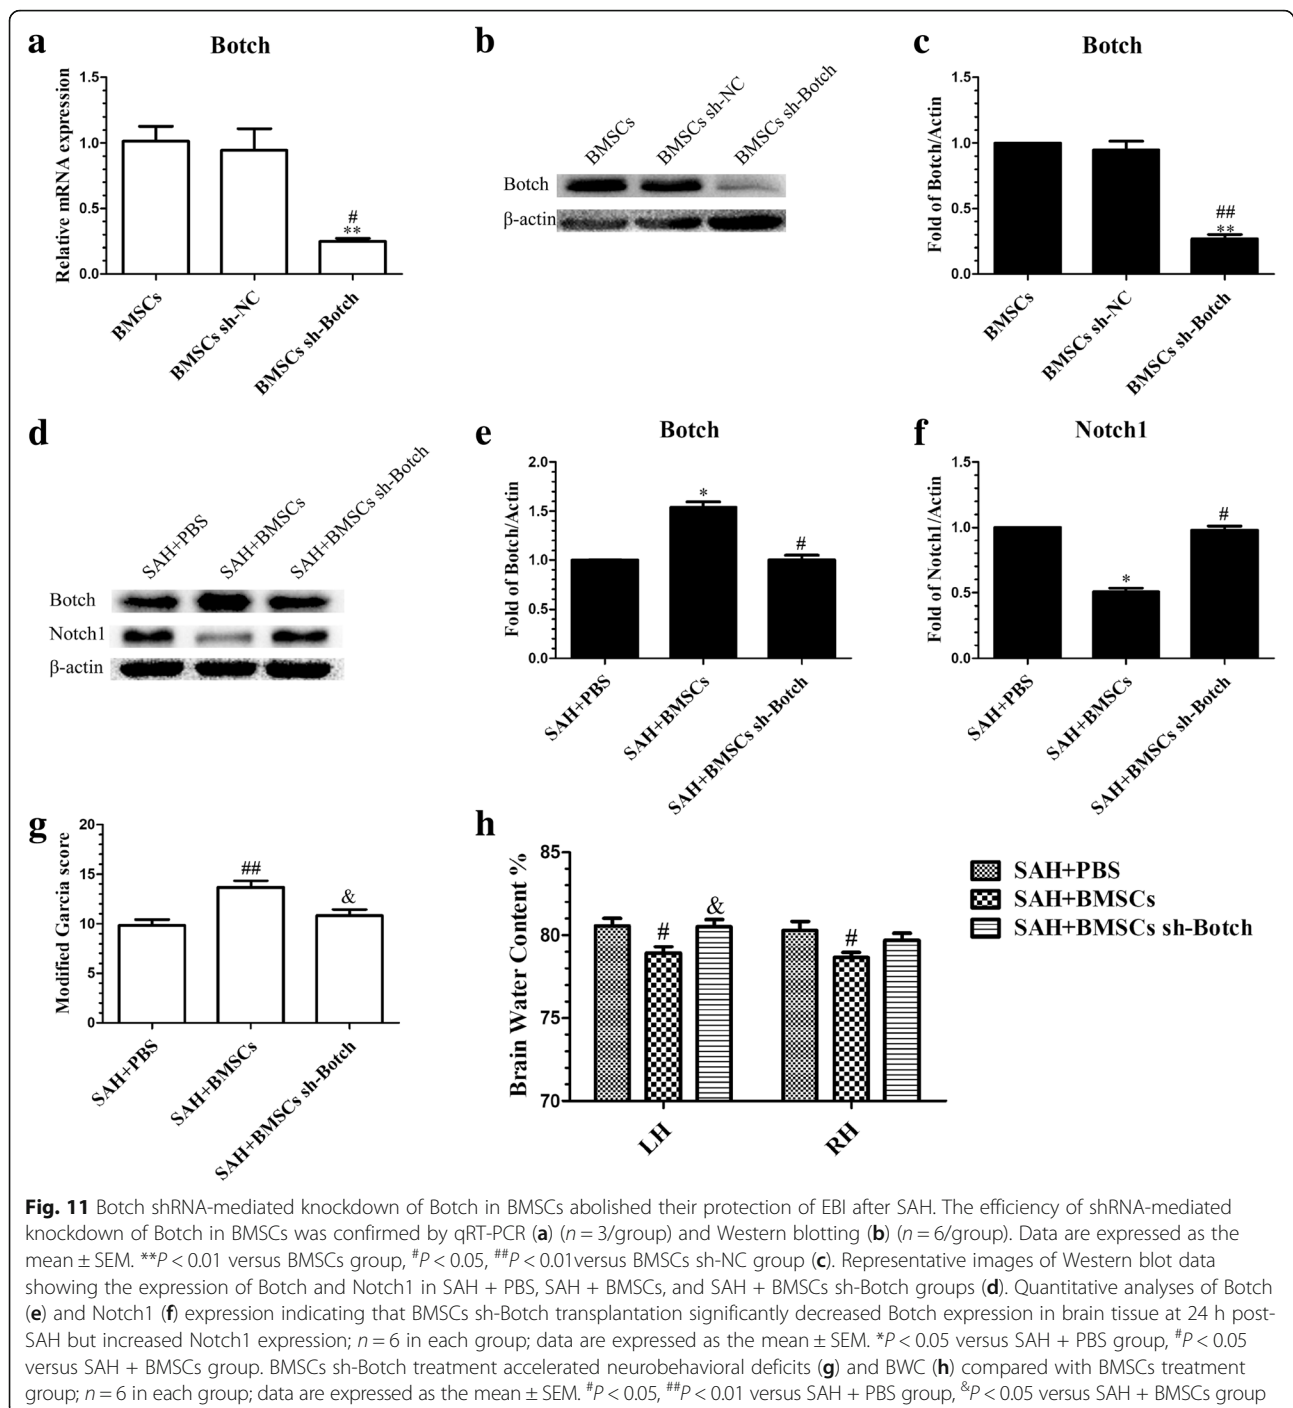 a
Botch
Relative mRNA expression
1.5
1.0
0.5
0.0
#
**
BMSCs
BMSCs sh-NC
BMSCs sh-Botch
b
BMSCs
BMSCs sh-NC
BMSCs sh-Botch
Botch
β-actin
c
Botch
Fold of Botch/Actin
1.5
1.0
0.5
0.0
##
**
BMSCs
BMSCs sh-NC
BMSCs sh-Botch
d
SAH+PBS
SAH+BMSCs
SAH+BMSCs sh-Botch
Botch
Notch1
β-actin
e
Botch
Fold of Botch/Actin
2.0
1.5
1.0
0.5
0.0
*
#
SAH+PBS
SAH+BMSCs
SAH+BMSCs sh-Botch
f
Notch1
Fold of Notch1/Actin
1.5
1.0
0.5
0.0
*
#
SAH+PBS
SAH+BMSCs
SAH+BMSCs sh-Botch
g
Modified Garcia score
20
15
10
5
0
##
&
SAH+PBS
SAH+BMSCs
SAH+BMSCs sh-Botch
h
Brain Water Content %
85
80
75
70
#
&
#
LH
RH
SAH+PBS
SAH+BMSCs
SAH+BMSCs sh-Botch
Fig. 11 Botch shRNA-mediated knockdown of Botch in BMSCs abolished their protection of EBI after SAH. The efficiency of shRNA-mediated
knockdown of Botch in BMSCs was confirmed by qRT-PCR (a) (n = 3/group) and Western blotting (b) (n = 6/group). Data are expressed as the
mean ± SEM. **P < 0.01 versus BMSCs group, #P < 0.05, ##P < 0.01versus BMSCs sh-NC group (c). Representative images of Western blot data
showing the expression of Botch and Notch1 in SAH + PBS, SAH + BMSCs, and SAH + BMSCs sh-Botch groups (d). Quantitative analyses of Botch
(e) and Notch1 (f) expression indicating that BMSCs sh-Botch transplantation significantly decreased Botch expression in brain tissue at 24 h post-
SAH but increased Notch1 expression; n = 6 in each group; data are expressed as the mean ± SEM. *P < 0.05 versus SAH + PBS group, #P < 0.05
versus SAH + BMSCs group. BMSCs sh-Botch treatment accelerated neurobehavioral deficits (g) and BWC (h) compared with BMSCs treatment
group; n = 6 in each group; data are expressed as the mean ± SEM. #P < 0.05, ##P < 0.01 versus SAH + PBS group, &P < 0.05 versus SAH + BMSCs group